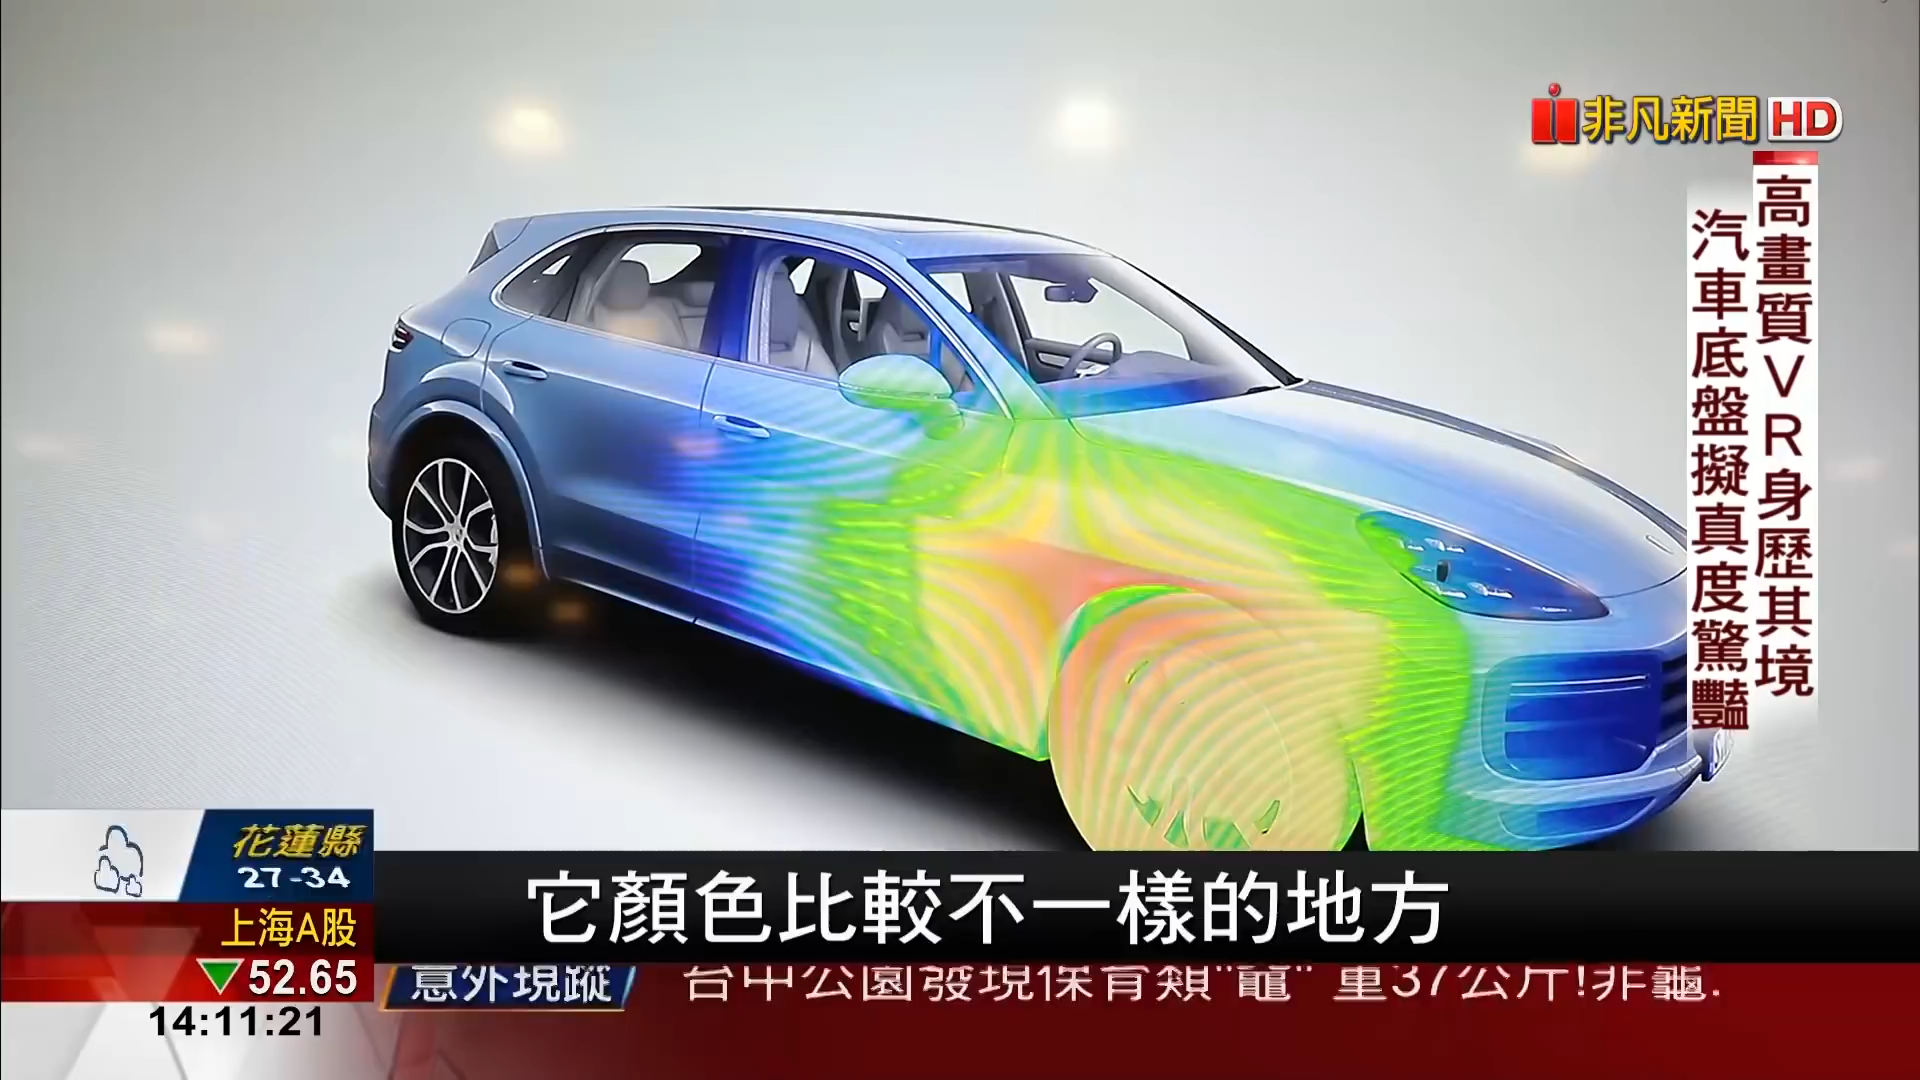 非凡新聞 HD
高畫質VR身歷其境
汽車底盤擬真度驚豔
花蓮縣
27-34
上海A股
▼52.65
14:11:21
它顏色比較不一樣的地方
意外現蹤
台中公園發現保育類"鼋" 重37公斤!非龜.